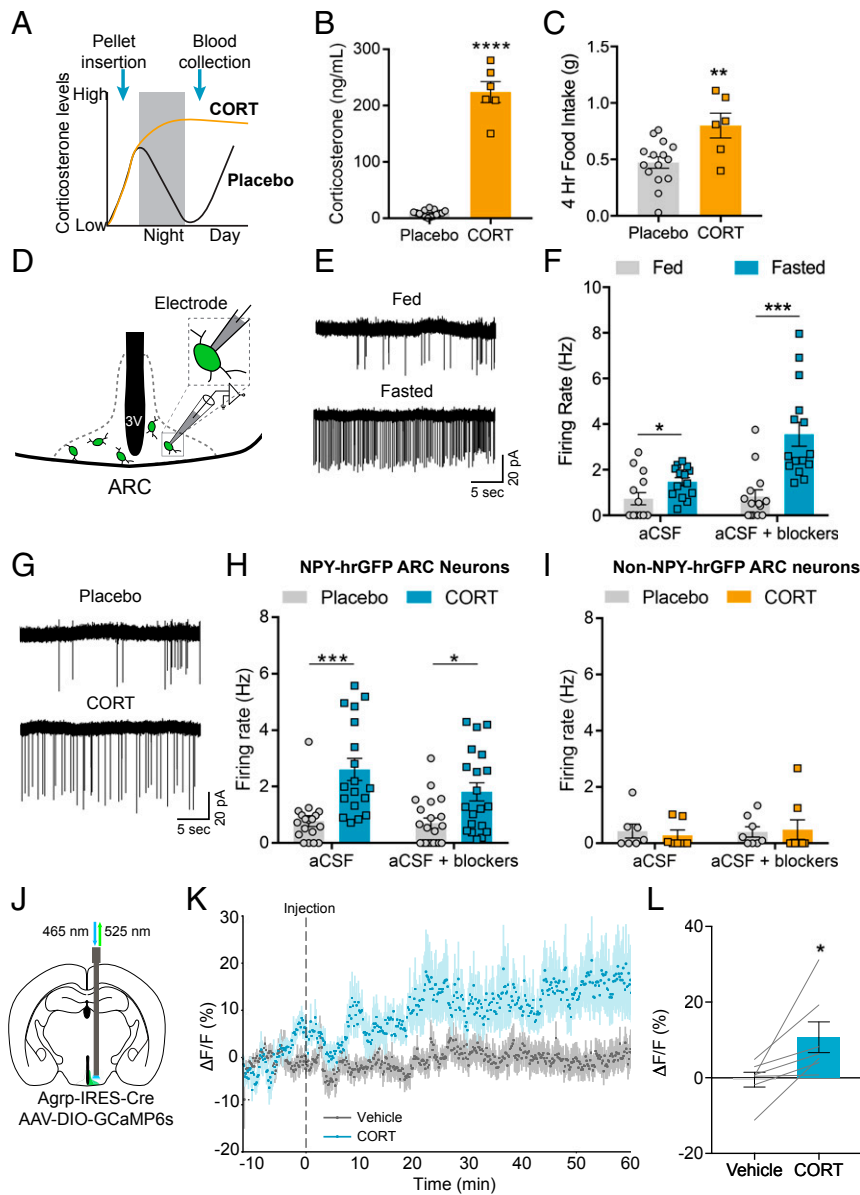 A
Pellet
insertion
Blood
collection
Corticosterone levels
High
Low
CORT
Placebo
Night
Day
B
Corticosterone (ng/mL)
300
200
100
0
****
Placebo
CORT
C
4 Hr Food Intake (g)
1.5
1.0
0.5
0.0
**
Placebo
CORT
D
Electrode
3V
ARC
E
Fed
Fasted
20 pA
5 sec
F
Fed
Fasted
Firing Rate (Hz)
10
8
6
4
2
0
*
***
aCSF
aCSF + blockers
G
Placebo
CORT
20 pA
5 sec
H
NPY-hrGFP ARC Neurons
Placebo
CORT
Firing rate (Hz)
8
6
4
2
0
***
*
aCSF
aCSF + blockers
I
Non-NPY-hrGFP ARC neurons
Placebo
CORT
Firing rate (Hz)
8
6
4
2
0
aCSF
aCSF + blockers
J
465 nm
525 nm
Agrp-IRES-Cre
AAV-DIO-GCaMP6s
K
Injection
ΔF/F (%)
30
20
10
0
-10
-20
Vehicle
CORT
-10
0
10
20
30
40
50
60
Time (min)
L
ΔF/F (%)
40
20
0
-20
*
Vehicle
CORT